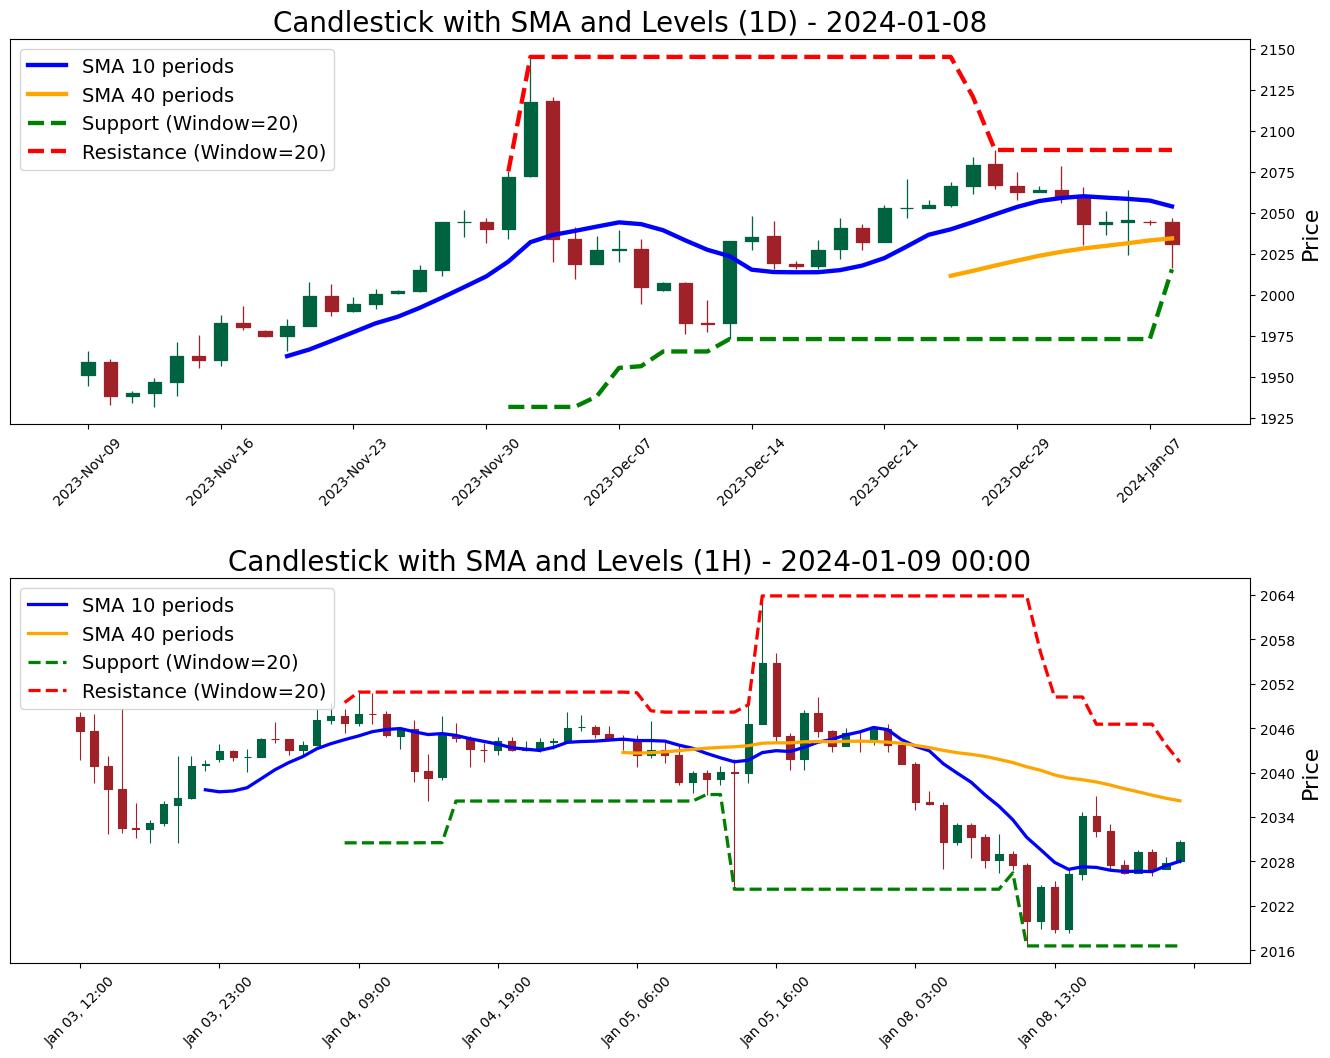 Candlestick with SMA and Levels (1D) - 2024-01-08
SMA 10 periods
SMA 40 periods
Support (Window=20)
Resistance (Window=20)
2150
2125
2100
2075
2050
2025
2000
1975
1950
1925
Price
2023-Nov-09
2023-Nov-16
2023-Nov-23
2023-Nov-30
2023-Dec-07
2023-Dec-14
2023-Dec-21
2023-Dec-29
2024-Jan-07
Candlestick with SMA and Levels (1H) - 2024-01-09 00:00
SMA 10 periods
SMA 40 periods
Support (Window=20)
Resistance (Window=20)
2064
2058
2052
2046
2040
2034
2028
2022
2016
Price
Jan 03, 12:00
Jan 03, 23:00
Jan 04, 09:00
Jan 04, 19:00
Jan 05, 06:00
Jan 05, 16:00
Jan 08, 03:00
Jan 08, 13:00